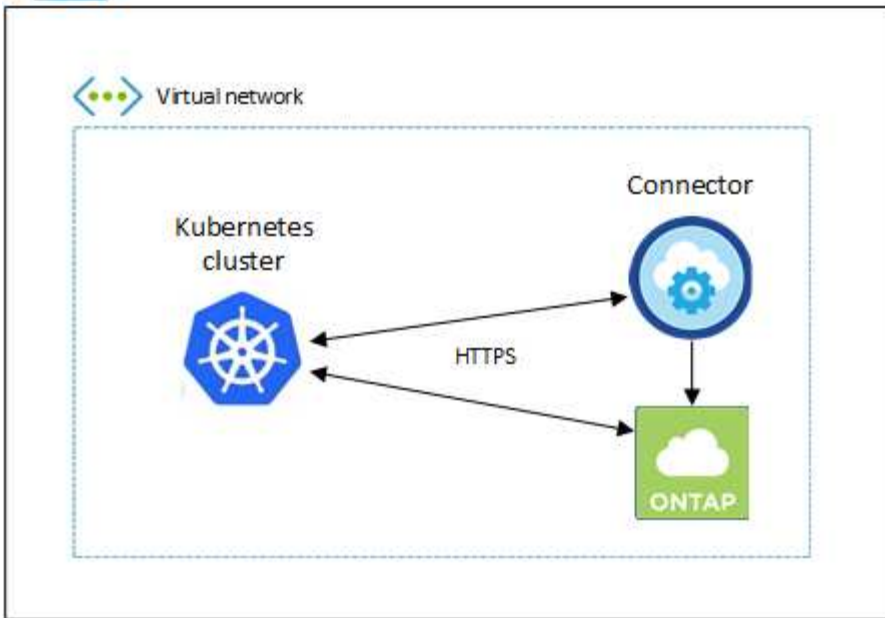 Virtual network
Connector
Kubernetes
cluster
HTTPS
ONTAP